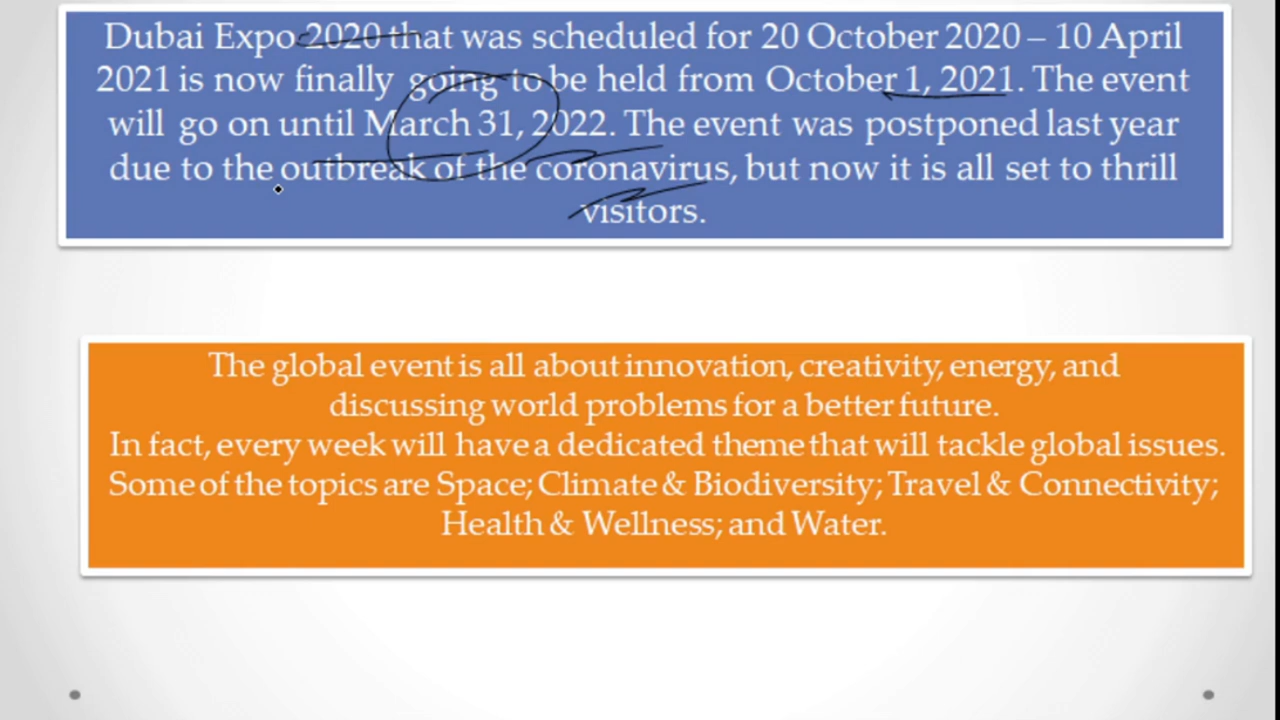 Dubai Expo 2020 that was scheduled for 20 October 2020 – 10 April
2021 is now finally going to be held from October 1, 2021. The event
will go on until March 31, 2022. The event was postponed last year
due to the outbreak of the coronavirus, but now it is all set to thrill
visitors.
The global event is all about innovation, creativity, energy, and
discussing world problems for a better future.
In fact, every week will have a dedicated theme that will tackle global issues.
Some of the topics are Space; Climate & Biodiversity; Travel & Connectivity;
Health & Wellness; and Water.